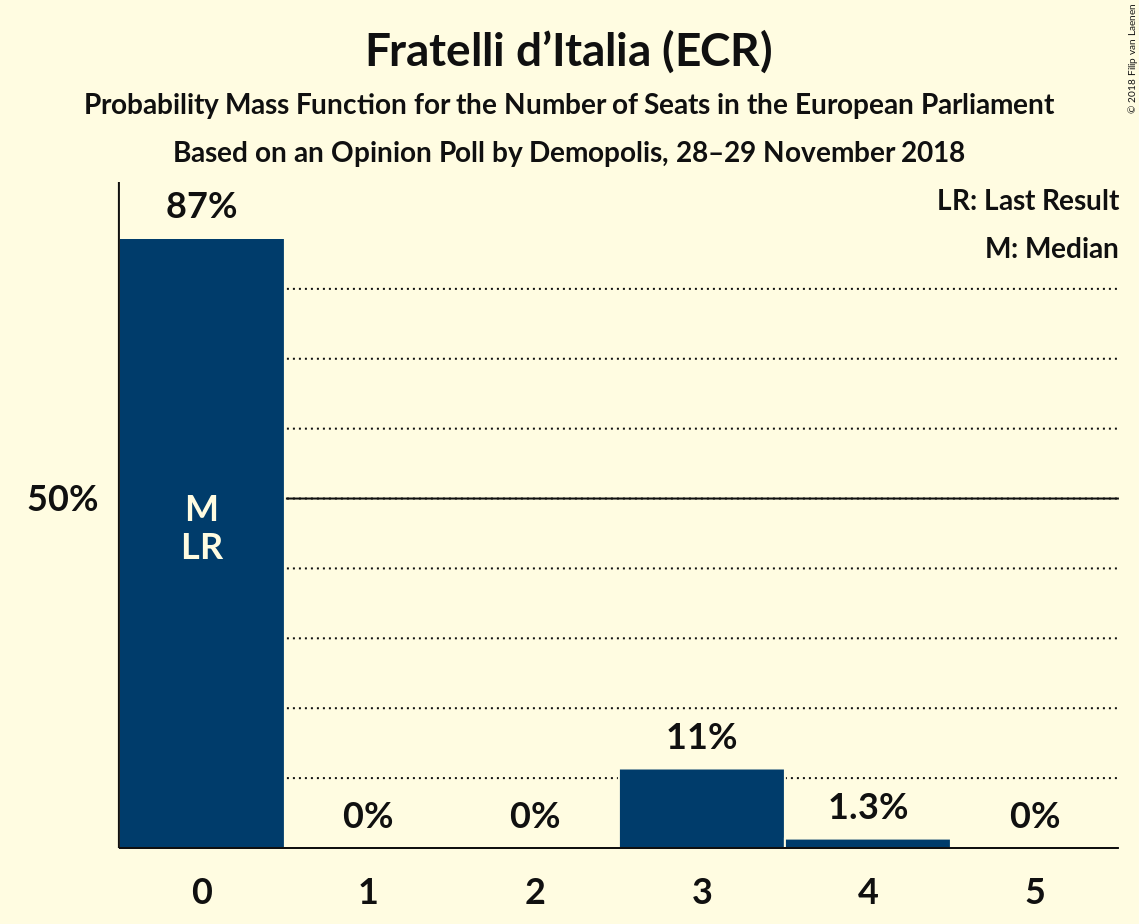 Fratelli d’Italia (ECR)
Probability Mass Function for the Number of Seats in the European Parliament
Based on an Opinion Poll by Demopolis, 28–29 November 2018
© 2018 Filip van Laenen
LR: Last Result
M: Median
87%
50%
M
LR
11%
0%
0%
1.3%
0%
0
1
2
3
4
5